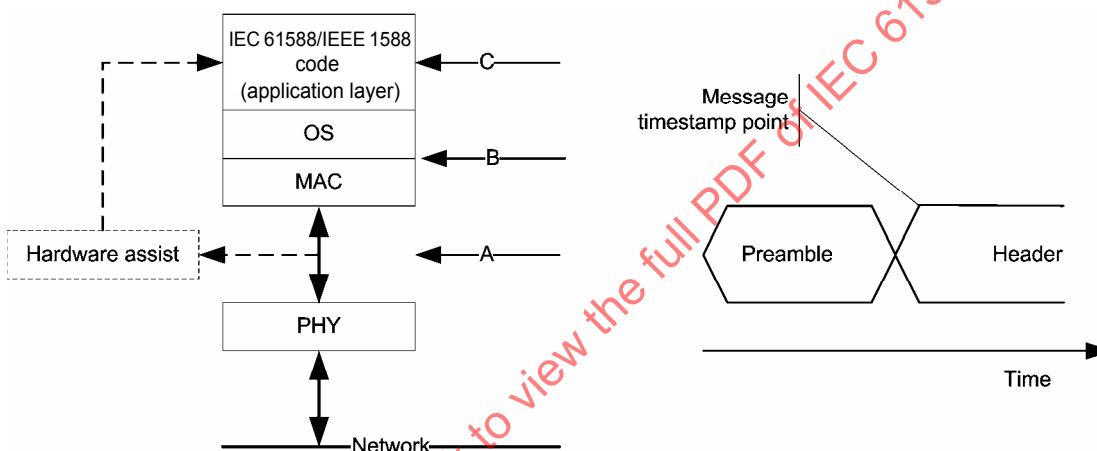 IEC 61588/IEEE 1588
code
(application layer)
C
OS
B
MAC
Hardware assist
A
PHY
Network
Message
timestamp point
Preamble
Header
Time
to view the full PDF of IEC 615